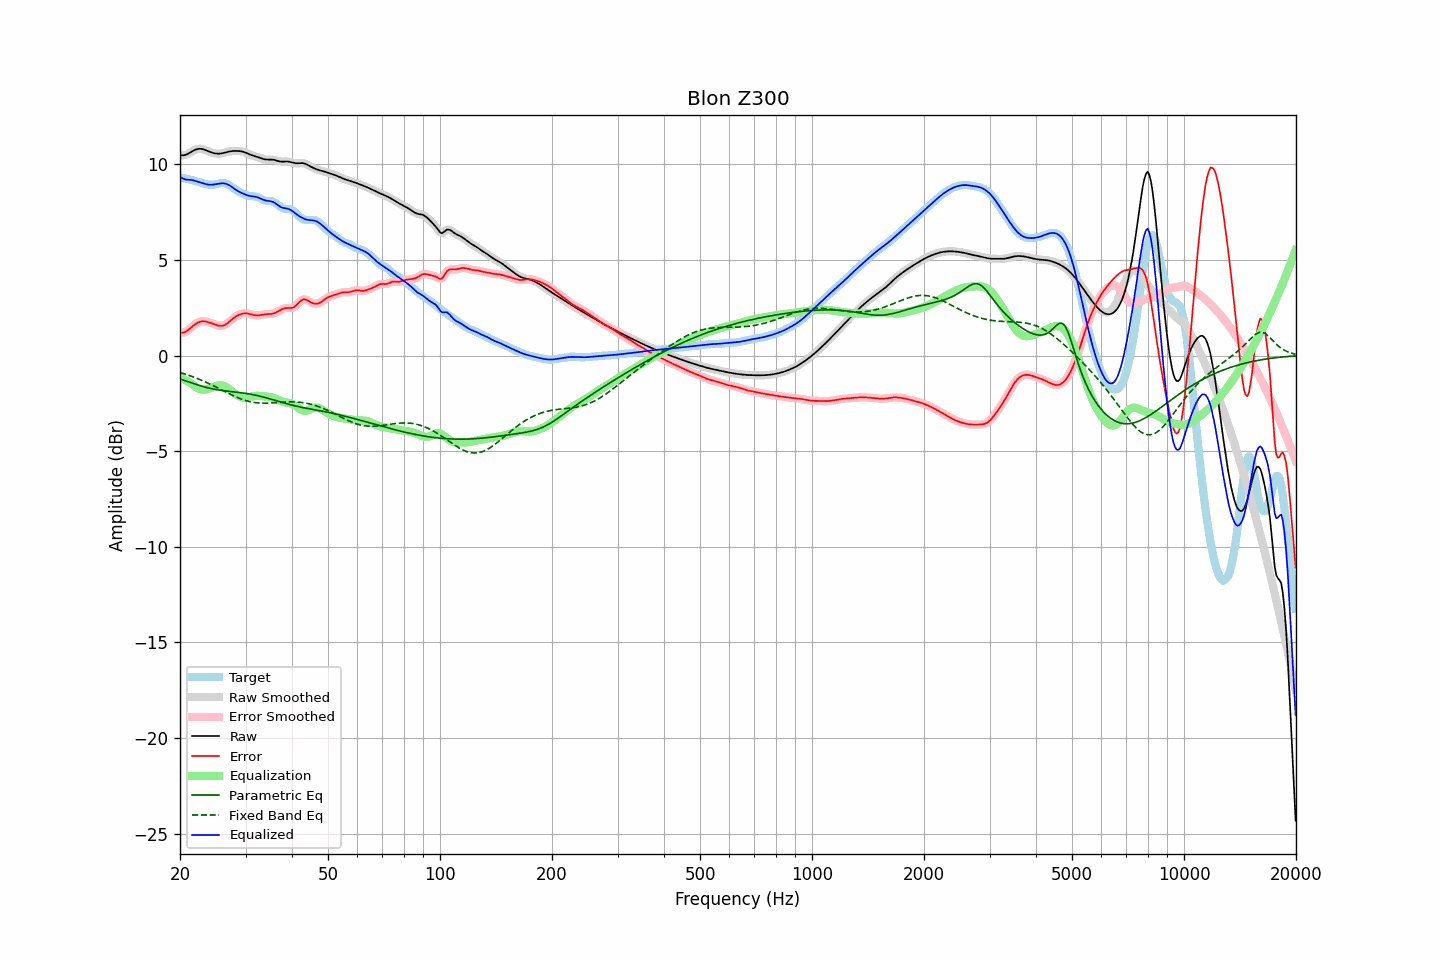 Blon Z300
Amplitude (dBr)
10
5
0
−5
−10
−15
−20
−25
Target
Raw Smoothed
Error Smoothed
Raw
Error
Equalization
Parametric Eq
Fixed Band Eq
Equalized
20 50 100 200 500 1000 2000 5000 10000 20000
Frequency (Hz)